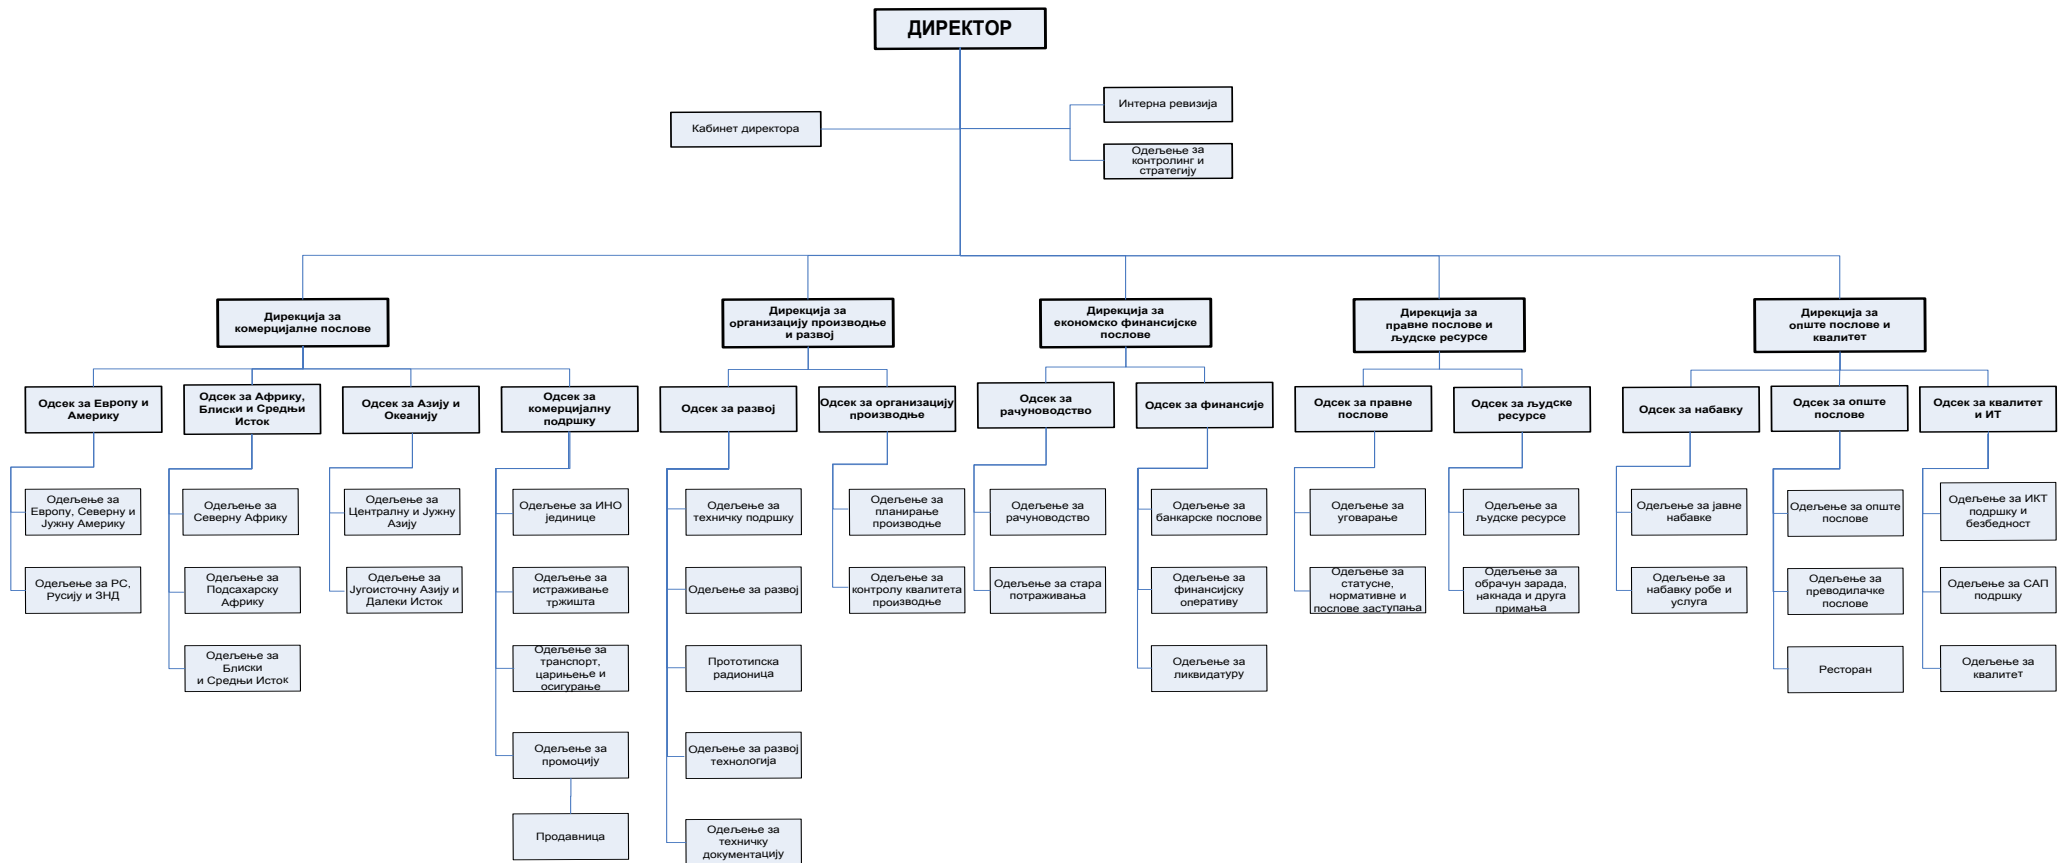 ДИРЕКТОР
Интерна ревизија
Кабинет директора
Одељење за
контролинг и
стратегију
Дирекција за
комерцијалне послове
Дирекција за
организацију производње
и развој
Дирекција за
економско финансијске
послове
Дирекција за
правне послове и
људске ресурсе
Дирекција за
опште послове и
квалитет
Одсек за Европу и
Америку
Одсек за Африку,
Блиски и Средњи
Исток
Одсек за Азију и
Океанију
Одсек за
комерцијалну
подршку
Одсек за развој
Одсек за организацију
производње
Одсек за
рачуноводство
Одсек за финансије
Одсек за правне
послове
Одсек за људске
ресурсе
Одсек за набавку
Одсек за опште
послове
Одсек за квалитет
и ИТ
Одељење за
Европу, Северну и
Јужну Америку
Одељење за
Северну Африку
Одељење за
Централну и Јужну
Азију
Одељење за ИНО
јединице
Одељење за
техничку подршку
Одељење за
планирање
производње
Одељење за
рачуноводство
Одељење за
банкарске послове
Одељење за
уговарање
Одељење за
људске ресурсе
Одељење за јавне
набавке
Одељење за опште
послове
Одељење за ИКТ
подршку и
безбедност
Одељење за РС,
Русију и ЗНД
Одељење за
Подсахарску
Африку
Одељење за
Југоисточну Азију и
Далеки Исток
Одељење за
истраживање
тржишта
Одељење за развој
Одељење за
контролу квалитета
производње
Одељење за стара
потраживања
Одељење за
финансијску
оперативу
Одељење за
статусне,
нормативне и
послове заступања
Одељење за
обрачун зарада,
накнада и друга
примања
Одељење за
набавку робе и
услуга
Одељење за
преводилачке
послове
Одељење за САП
подршку
Одељење за
Блиски
и Средњи Исток
Одељење за
транспорт,
царињење и
осигурање
Прототипска
радионица
Одељење за
ликвидатуру
Ресторан
Одељење за
квалитет
Одељење за
промоцију
Одељење за развој
технологија
Продавница
Одељење за
техничку
документацију